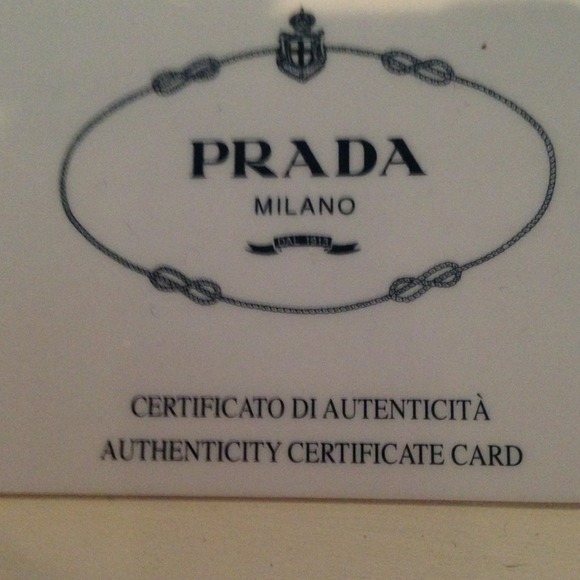 PRADA
MILANO
DAL 1913
CERTIFICATO DI AUTENTICITÀ
AUTHENTICITY CERTIFICATE CARD